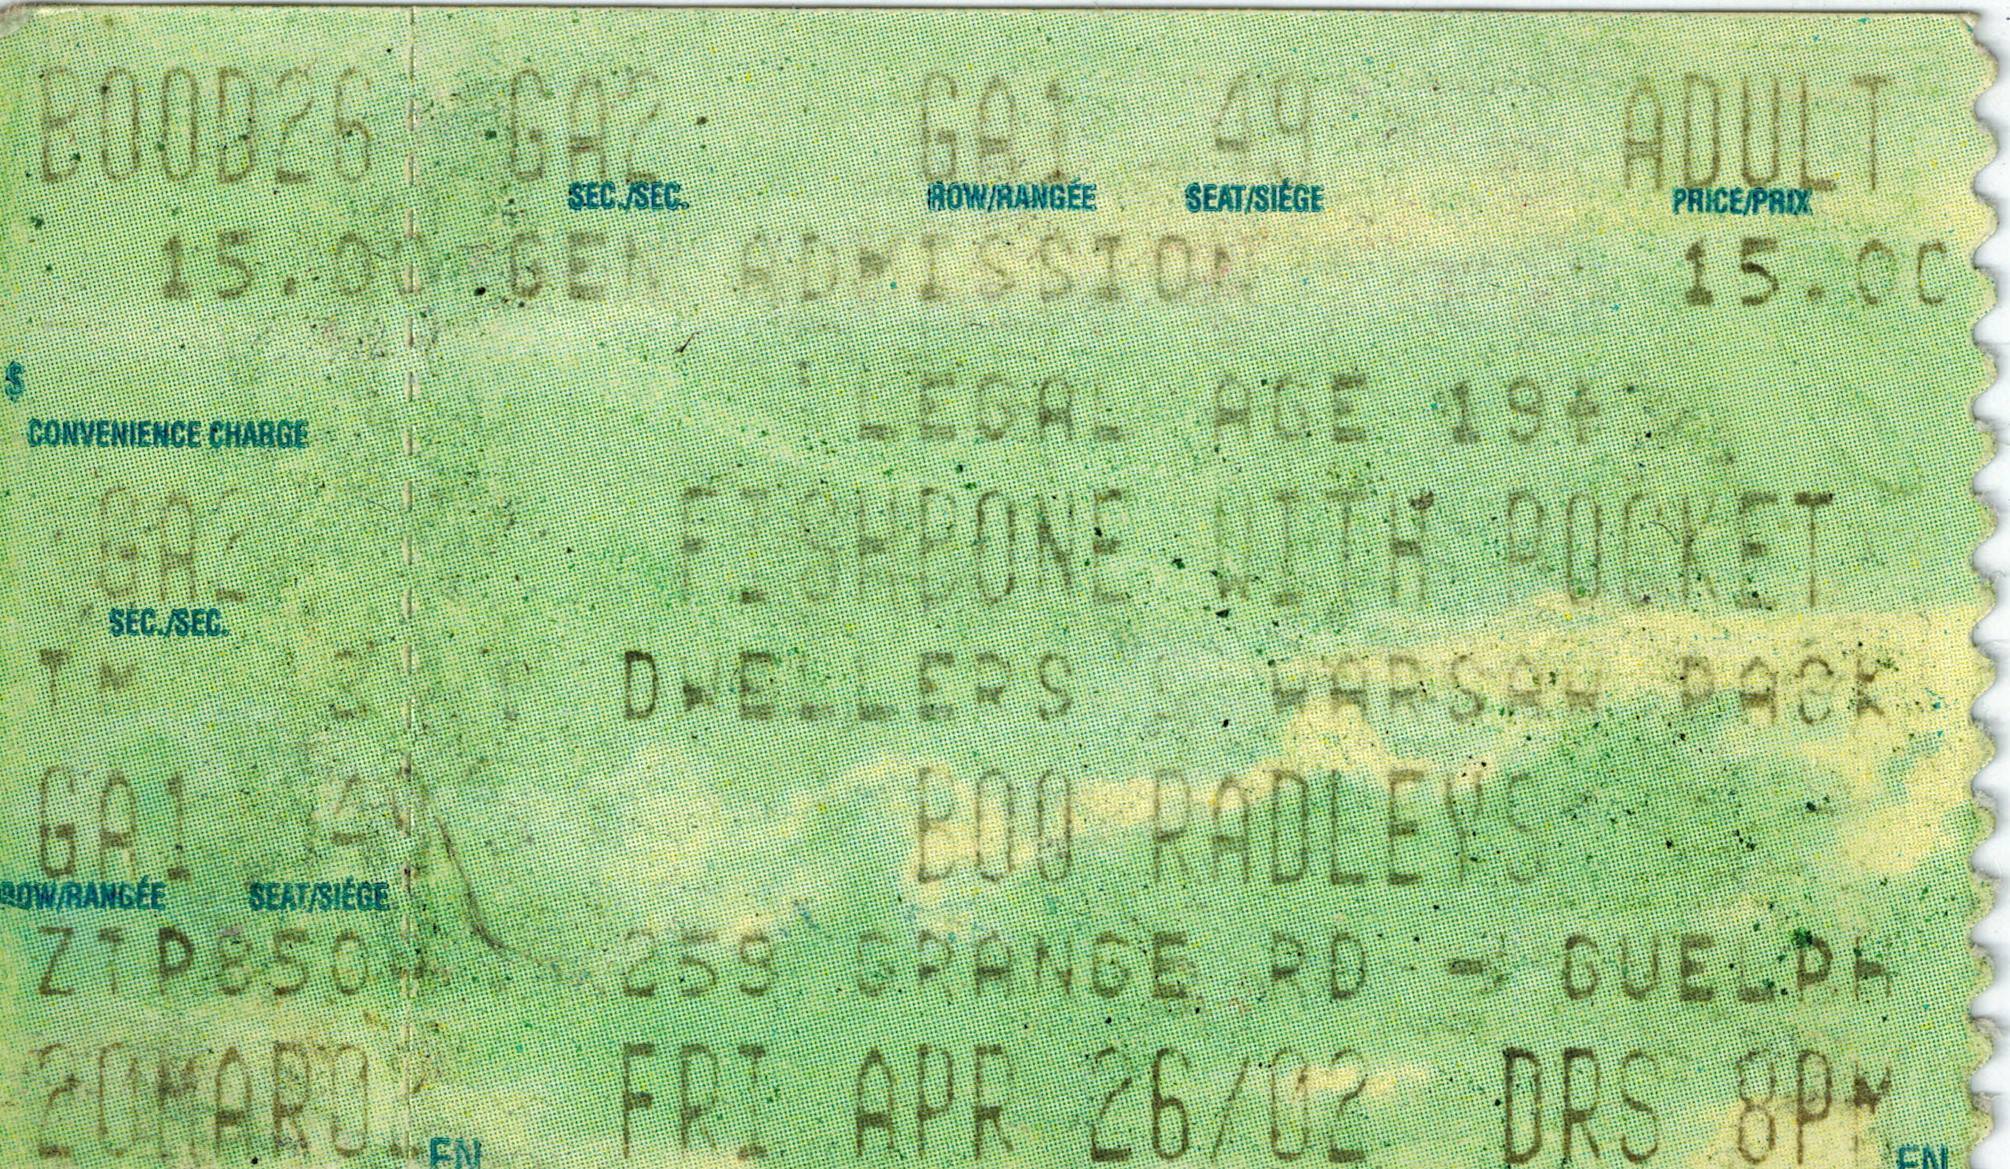 BOOD26 GA2 GA1 49 ADULT
SEC./SEC. ROW/RANGÉE SEAT/SIÈGE PRICE/PRIX
15.00 GEN ADMISSION 15.00
$
CONVENIENCE CHARGE
LEGAL AGE 19+
GA2 FISHBONE WITH POCKET
SEC./SEC.
DWELLERS WARSAW PACK
GA1 49 BOO RADLEYS
ROW/RANGÉE SEAT/SIÈGE
259 GRANGE RD - GUELPH
20MAR02 FRI APR 26/02 DRS 8PM
EN EN